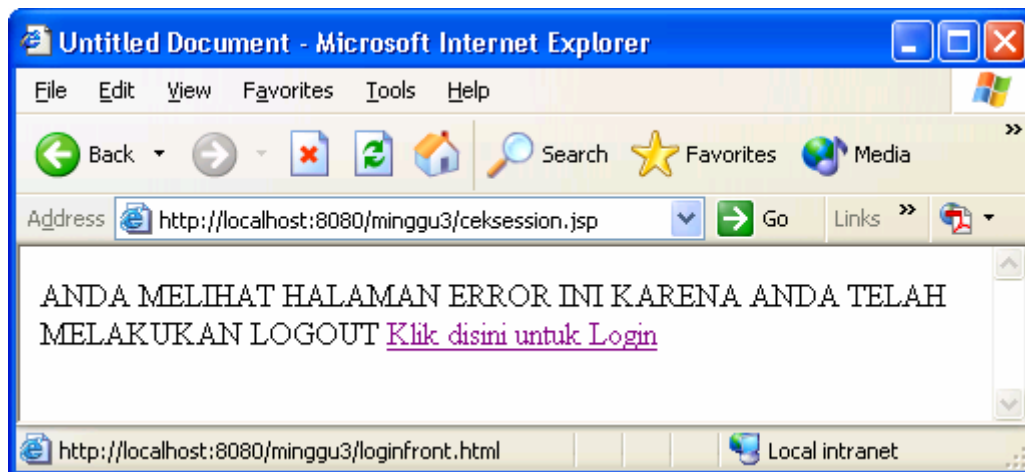 Untitled Document - Microsoft Internet Explorer
File Edit View Favorites Tools Help
Back Search Favorites Media »
Address http://localhost:8080/minggu3/ceksession.jsp Go Links »
ANDA MELIHAT HALAMAN ERROR INI KARENA ANDA TELAH
MELAKUKAN LOGOUT Klik disini untuk Login
http://localhost:8080/minggu3/loginfront.html Local intranet